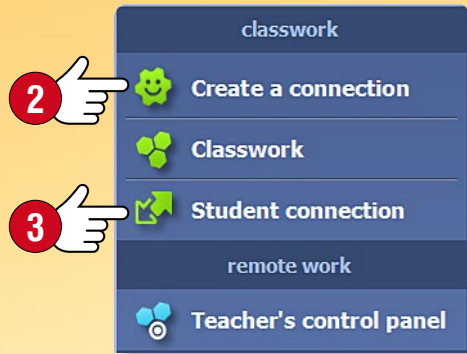 classwork
2 Create a connection
Classwork
3 Student connection
remote work
Teacher's control panel